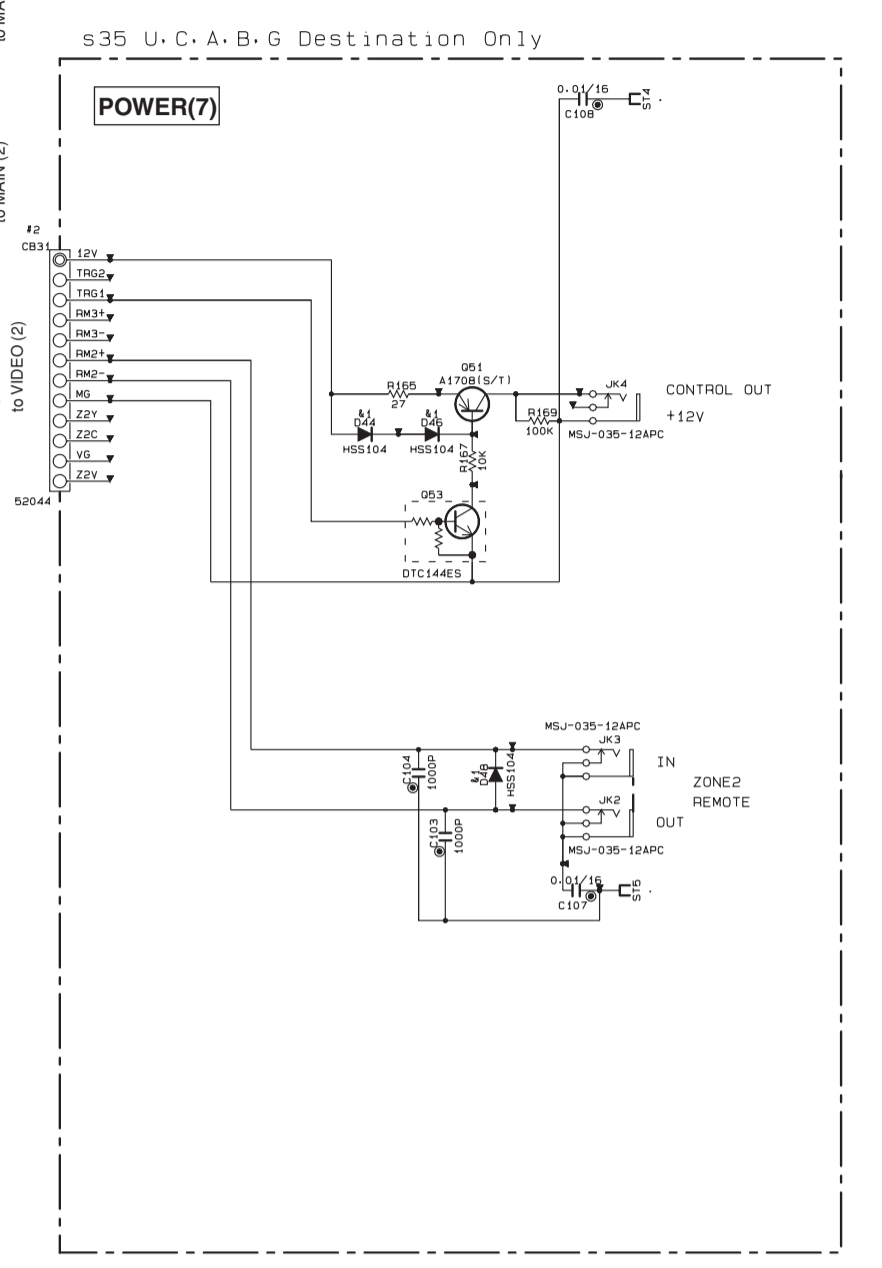 s35 U.C.A.B.G Destination Only
POWER(7)
to MAIN (2)
to VIDEO (2)
#2
CB31
12V
TRG2
TRG1
RM3+
RM3-
RM2+
RM2-
MG
Z2Y
Z2C
VG
Z2V
52044
0.01/16
C108
ST4
Q51
A1708(S/T)
R165
27
&1
D44
HSS104
&1
D46
HSS104
R167
10K
R169
100K
JK4
MSJ-035-12APC
CONTROL OUT
+12V
Q53
DTC144ES
MSJ-035-12APC
JK3
IN
C104
1000P
&1
D48
HSS104
ZONE2
REMOTE
JK2
OUT
C103
1000P
MSJ-035-12APC
0.01/16
C107
ST5